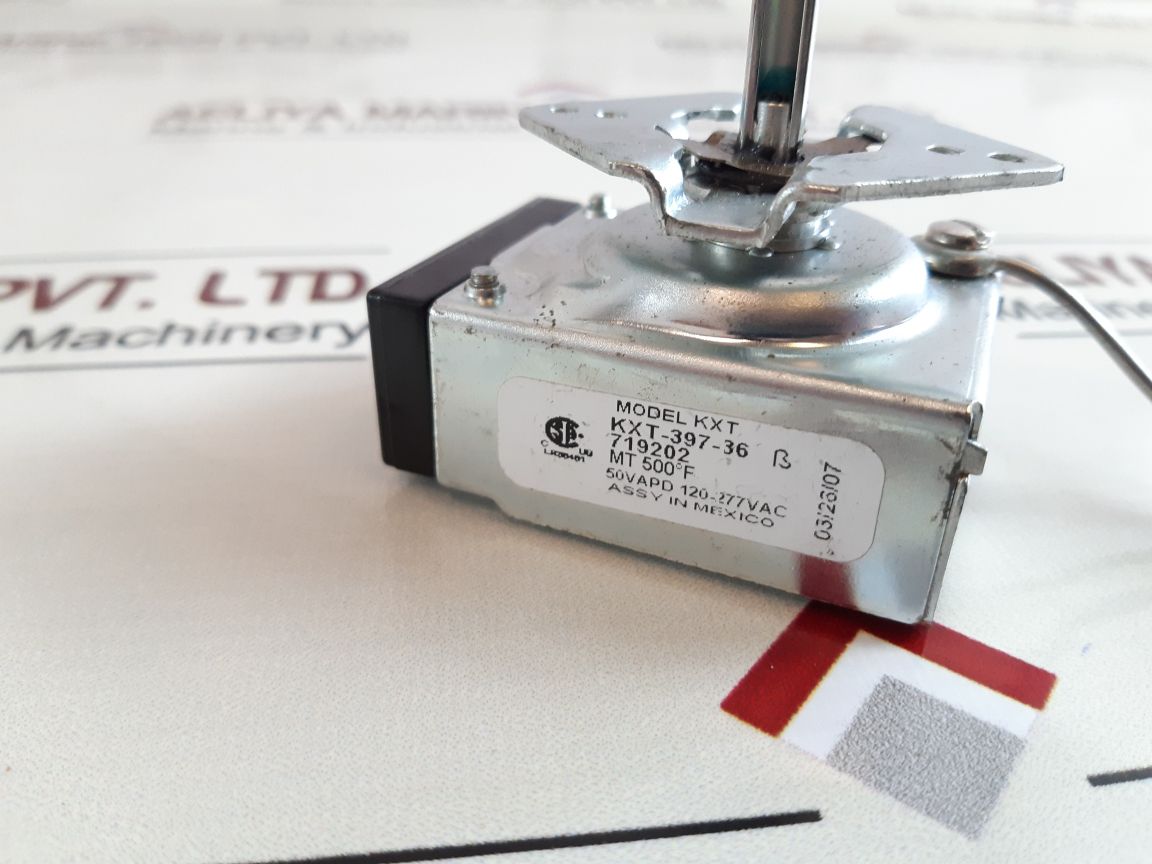 PVT. LTD
Machinery
MODEL KXT
KXT-397-36 B
719202
MT 500°F
50VAPD 120-277VAC
ASSY IN MEXICO
03/26/07